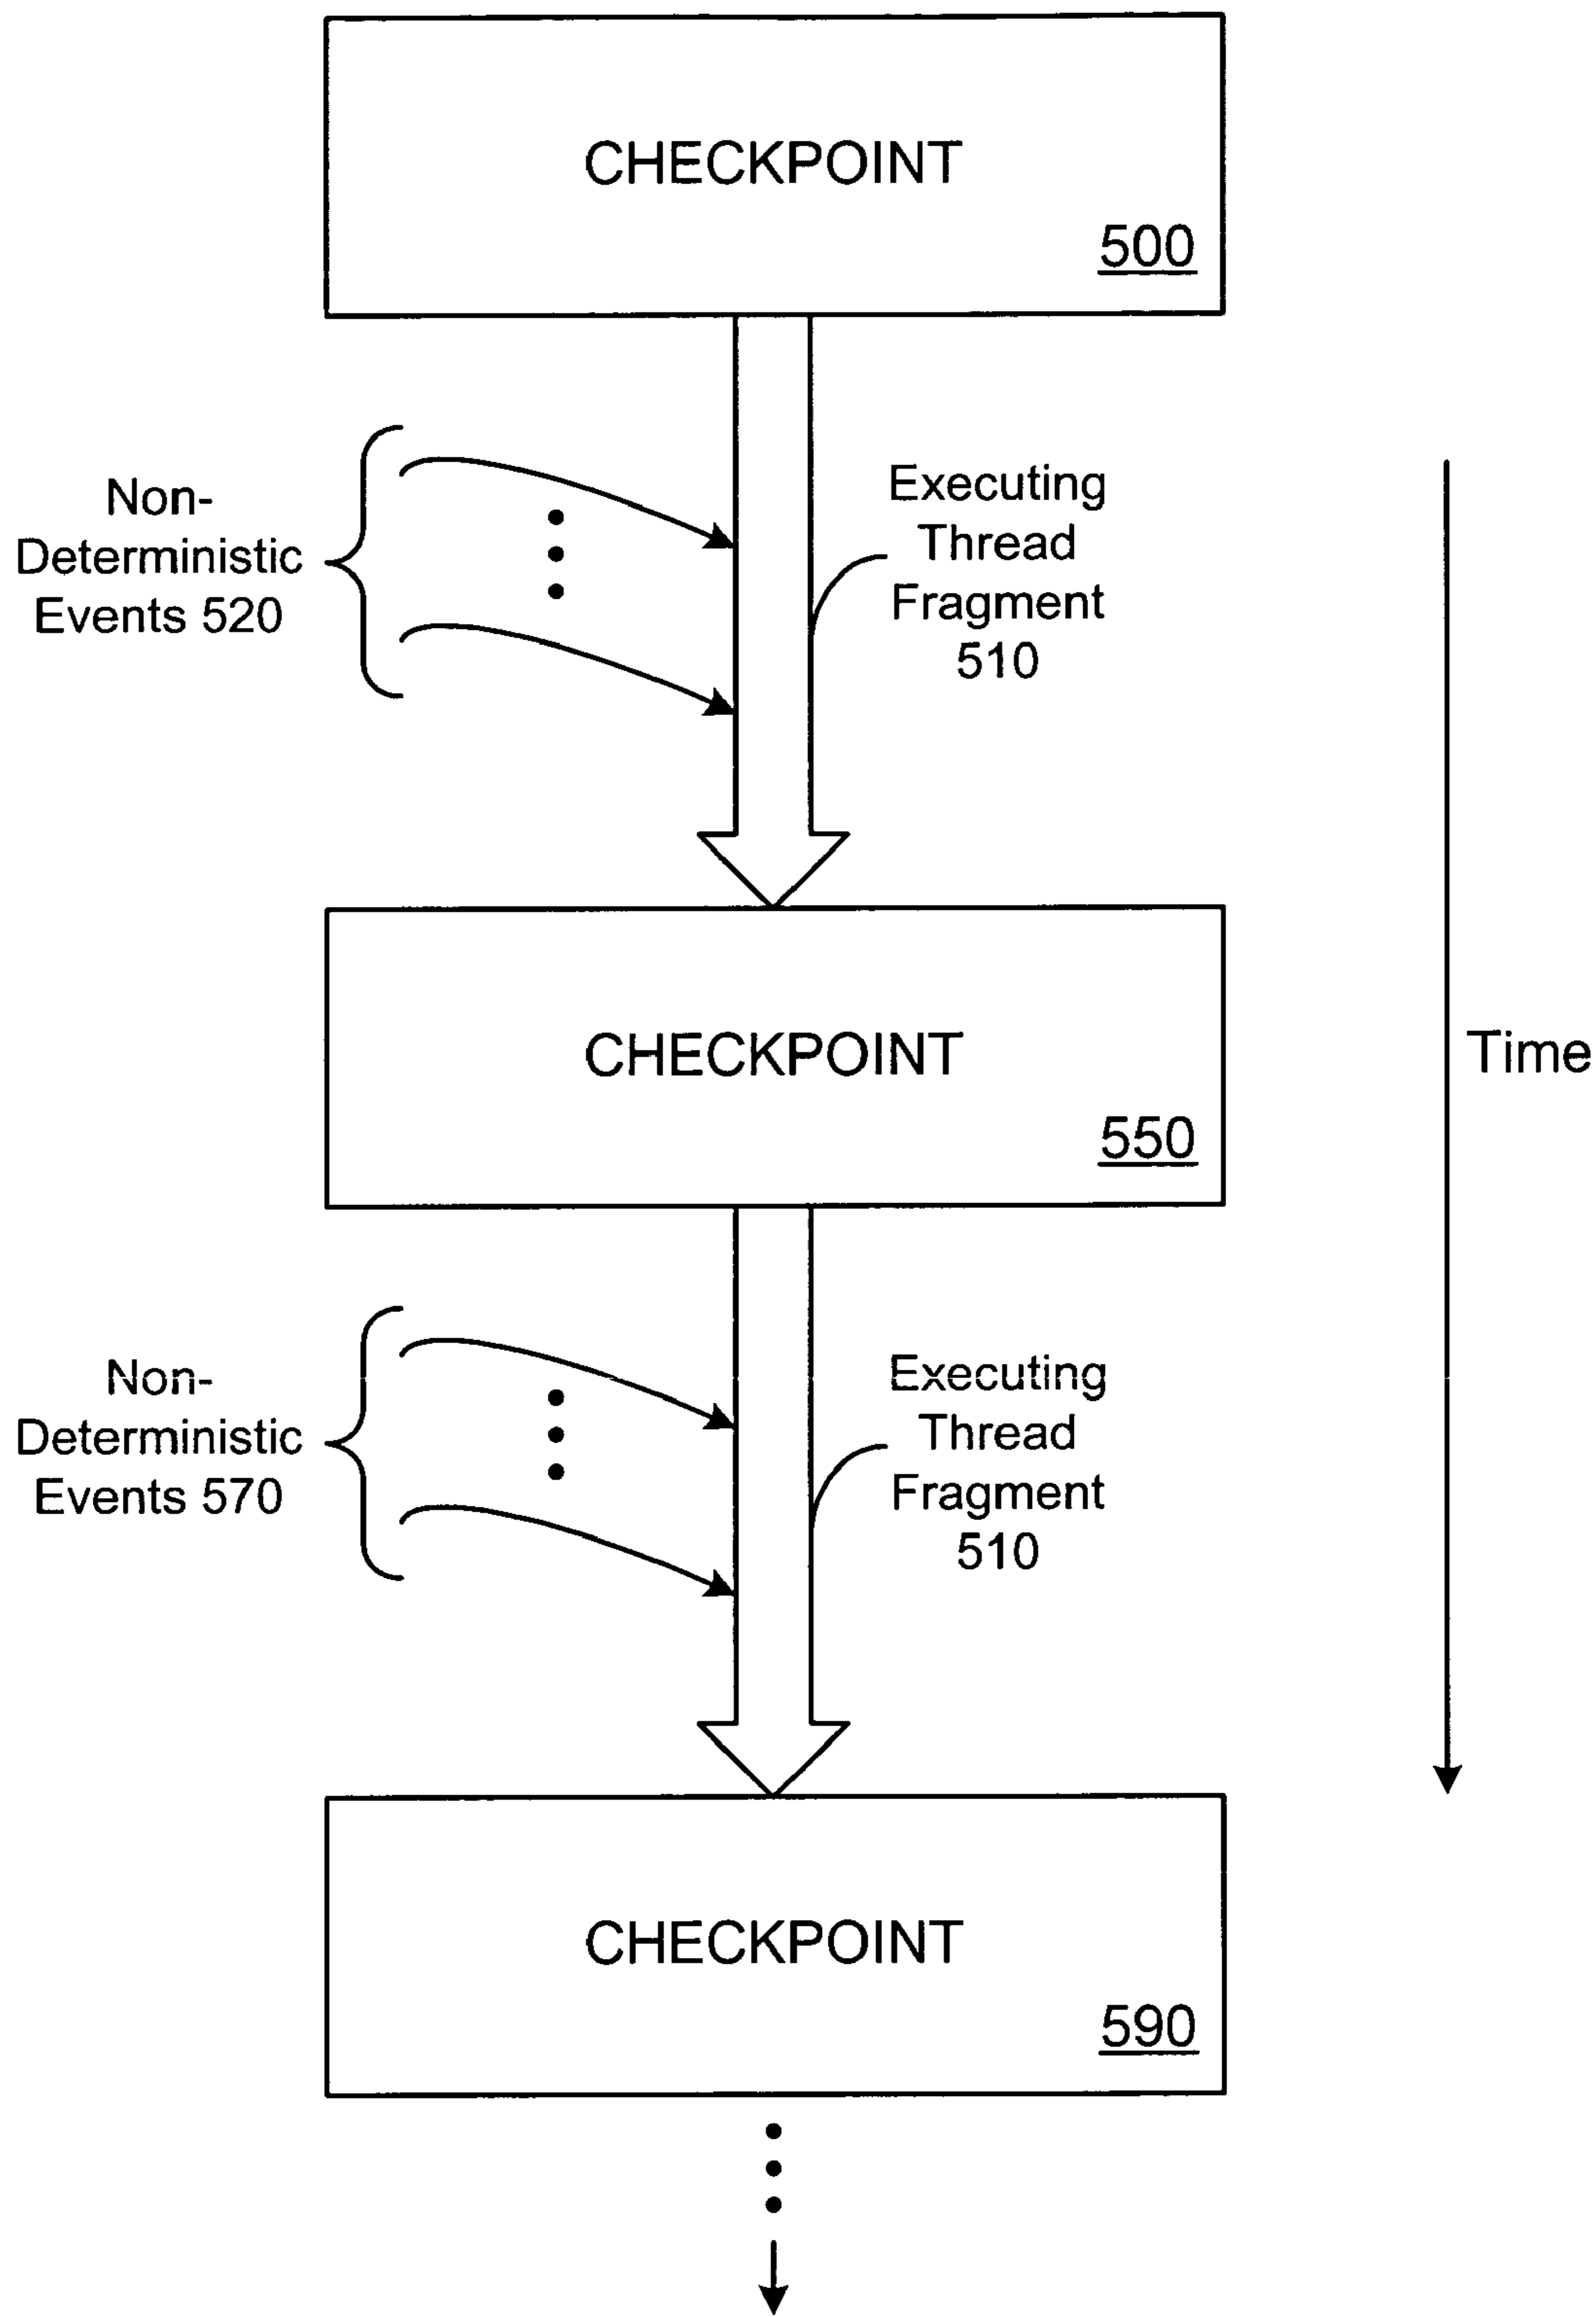 CHECKPOINT
500
Non-
Deterministic
Events 520
Executing
Thread
Fragment
510
CHECKPOINT
550
Time
Non-
Deterministic
Events 570
Executing
Thread
Fragment
510
CHECKPOINT
590